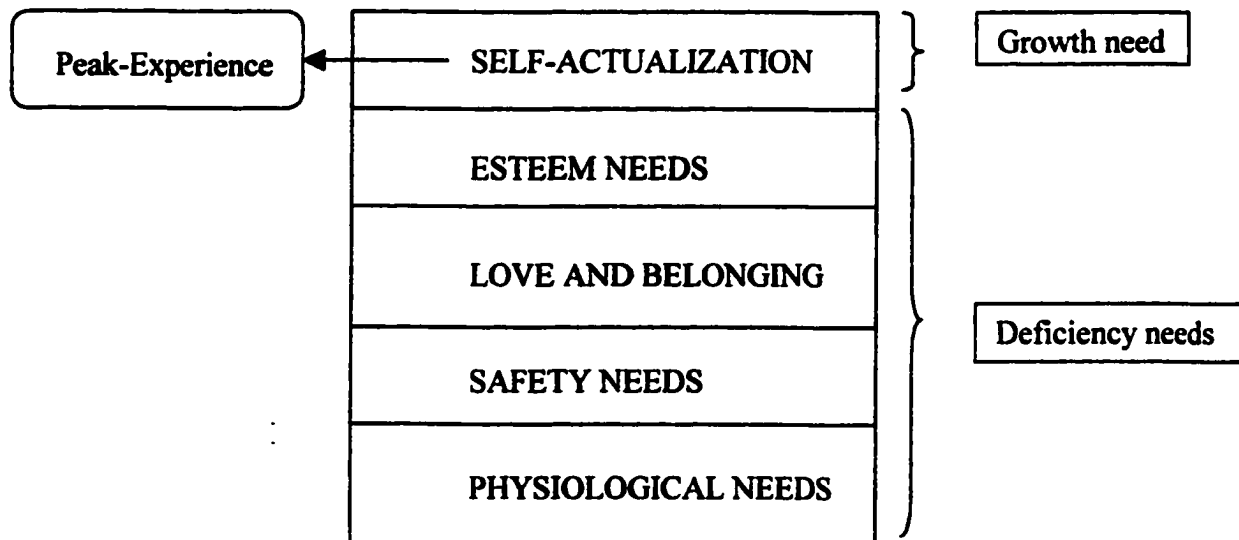 Peak-Experience
SELF-ACTUALIZATION
Growth need
ESTEEM NEEDS
LOVE AND BELONGING
Deficiency needs
SAFETY NEEDS
PHYSIOLOGICAL NEEDS